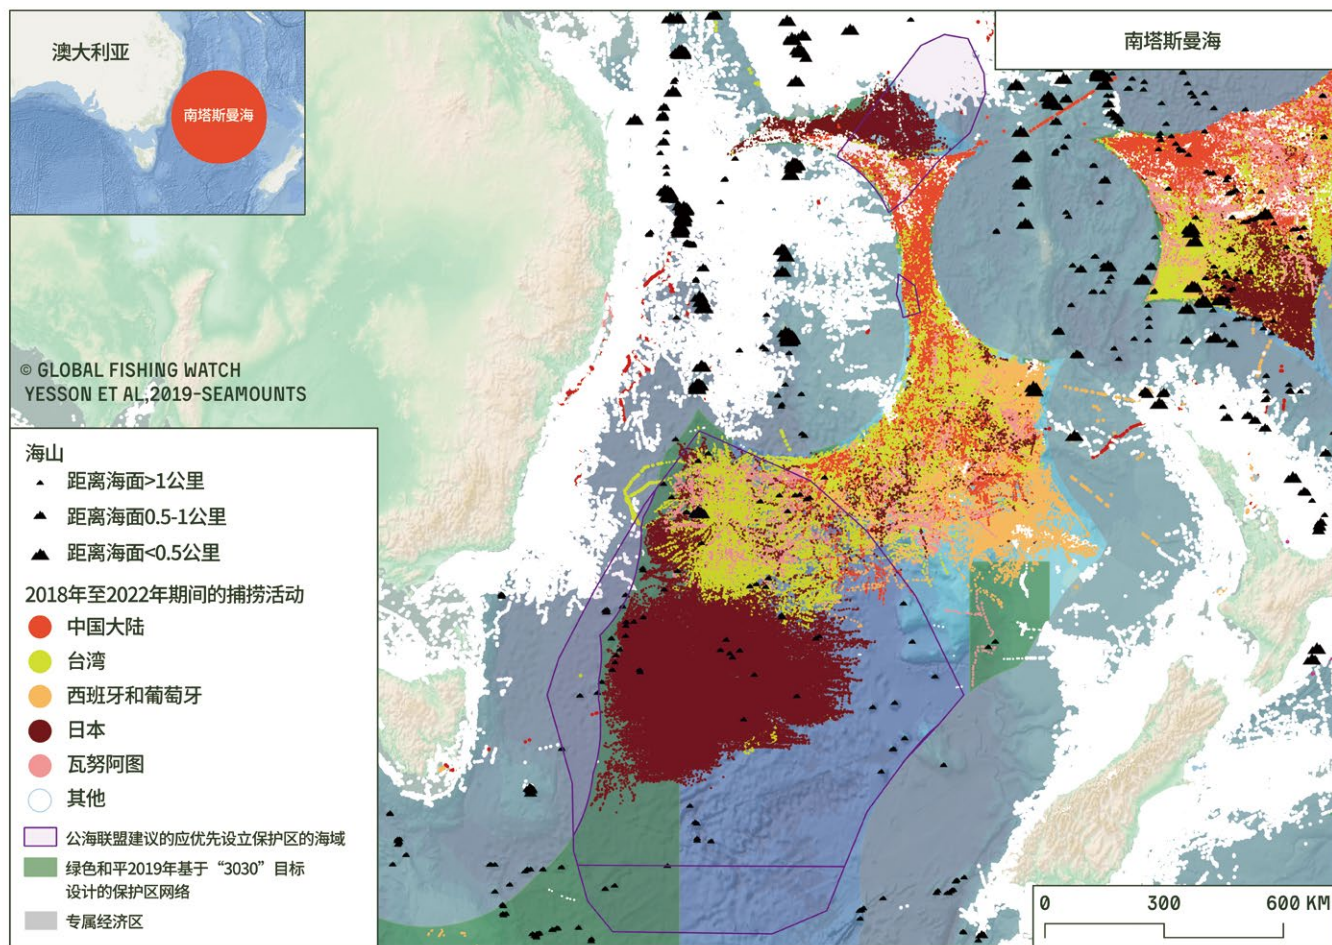 澳大利亚
南塔斯曼海
南塔斯曼海
© GLOBAL FISHING WATCH
YESSON ET AL,2019-SEAMOUNTS
海山
距离海面>1公里
距离海面0.5-1公里
距离海面<0.5公里
2018年至2022年期间的捕捞活动
中国大陆
台湾
西班牙和葡萄牙
日本
瓦努阿图
其他
公海联盟建议的应优先设立保护区的海域
绿色和平2019年基于“3030”目标
设计的保护区网络
专属经济区
0 300 600 KM